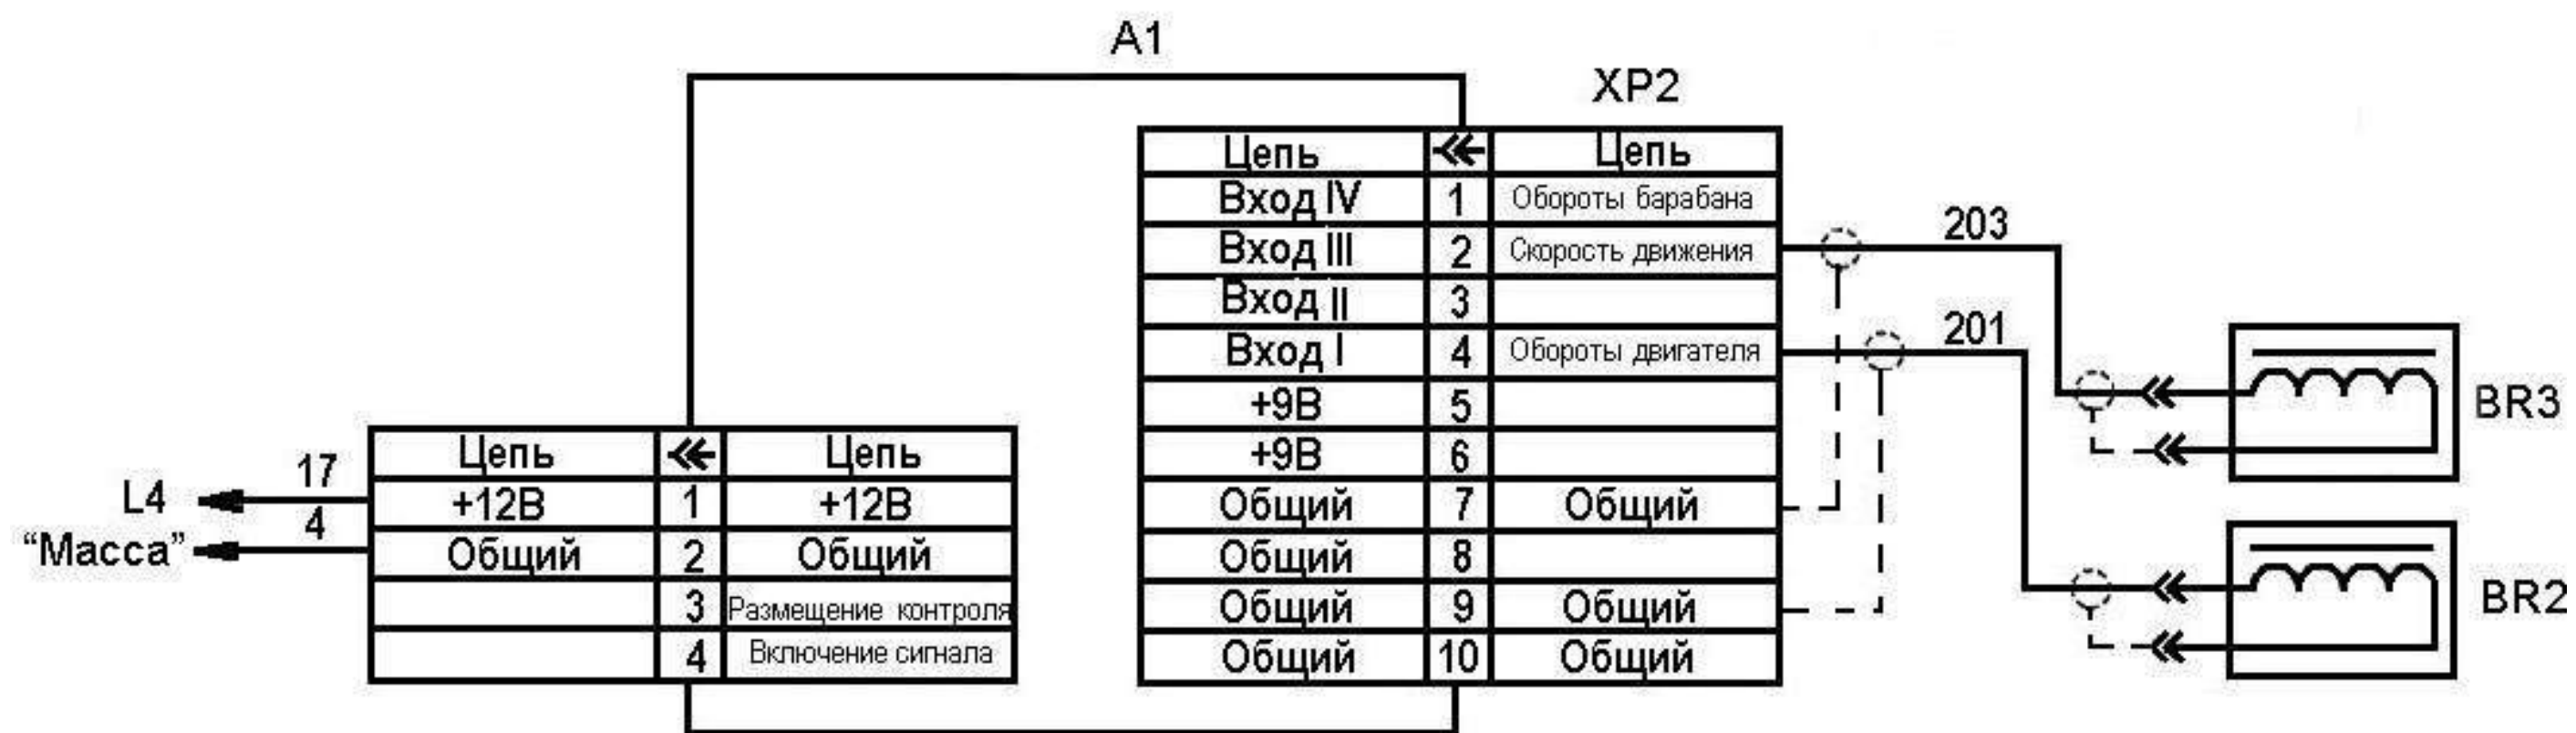 A1
XP2
Цепь Цепь
Вход IV 1 Обороты барабана
Вход III 2 Скорость движения
Вход II 3
Вход I 4 Обороты двигателя
+9В 5
+9В 6
Общий 7 Общий
Общий 8
Общий 9 Общий
Общий 10 Общий
203
201
BR3
BR2
Цепь Цепь
+12В 1 +12В
Общий 2 Общий
3 Размещение контроля
4 Включение сигнала
17
L4
4
“Масса”